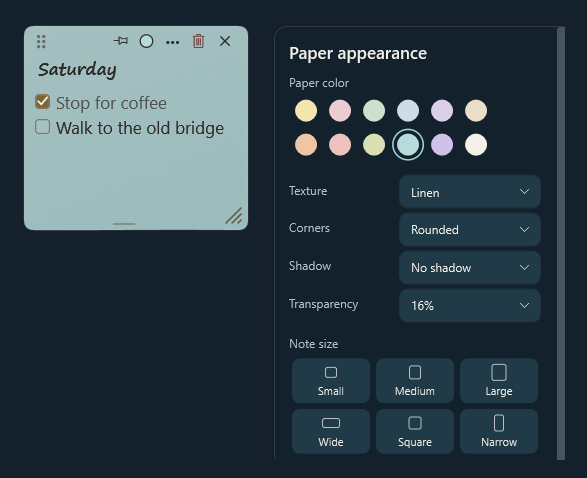 Saturday
Stop for coffee
Walk to the old bridge
Paper appearance
Paper color
Texture
Linen
Corners
Rounded
Shadow
No shadow
Transparency
16%
Note size
Small
Medium
Large
Wide
Square
Narrow